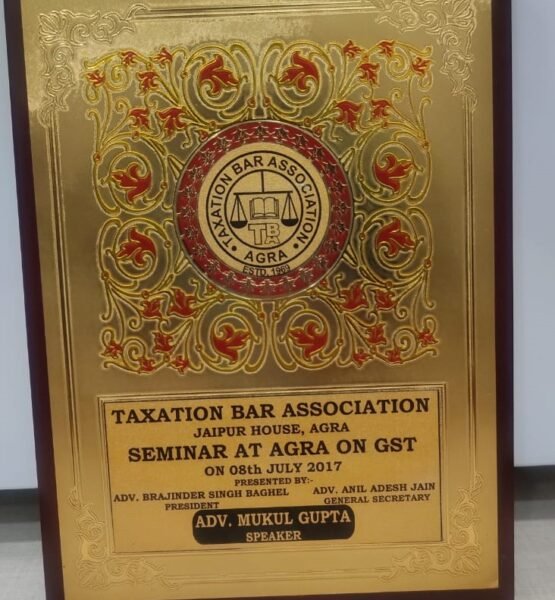 TAXATION BAR ASSOCIATION
TBA
AGRA
ESTD. 1969
TAXATION BAR ASSOCIATION
JAIPUR HOUSE, AGRA
SEMINAR AT AGRA ON GST
ON 08th JULY 2017
PRESENTED BY:-
ADV. BRAJINDER SINGH BAGHEL ADV. ANIL ADESH JAIN
PRESIDENT GENERAL SECRETARY
ADV. MUKUL GUPTA
SPEAKER